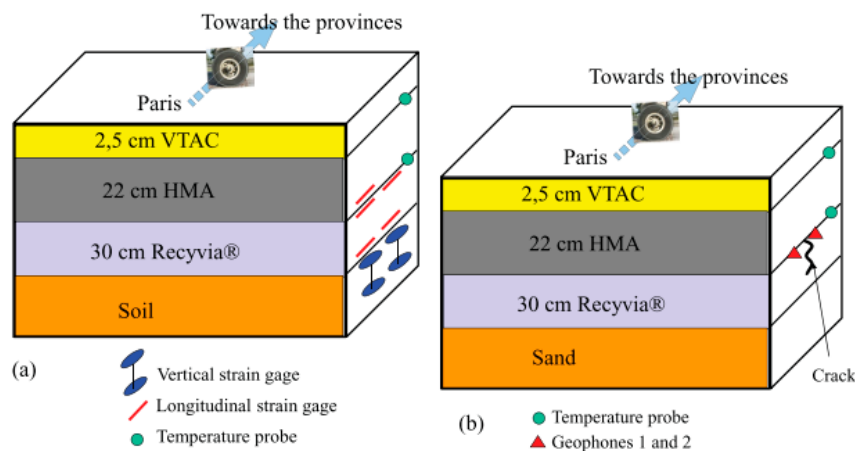 Towards the provinces
Paris
2,5 cm VTAC
22 cm HMA
30 cm Recyvia®
Soil
(a)
Vertical strain gage
Longitudinal strain gage
Temperature probe
Towards the provinces
Paris
2,5 cm VTAC
22 cm HMA
30 cm Recyvia®
Sand
Crack
(b)
Temperature probe
Geophones 1 and 2